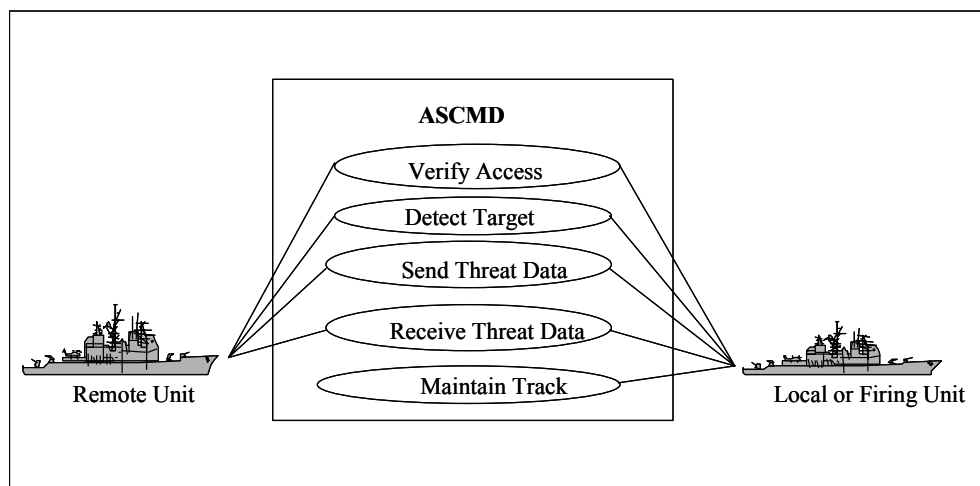 ASCMD
Verify Access
Detect Target
Send Threat Data
Receive Threat Data
Maintain Track
Remote Unit
Local or Firing Unit